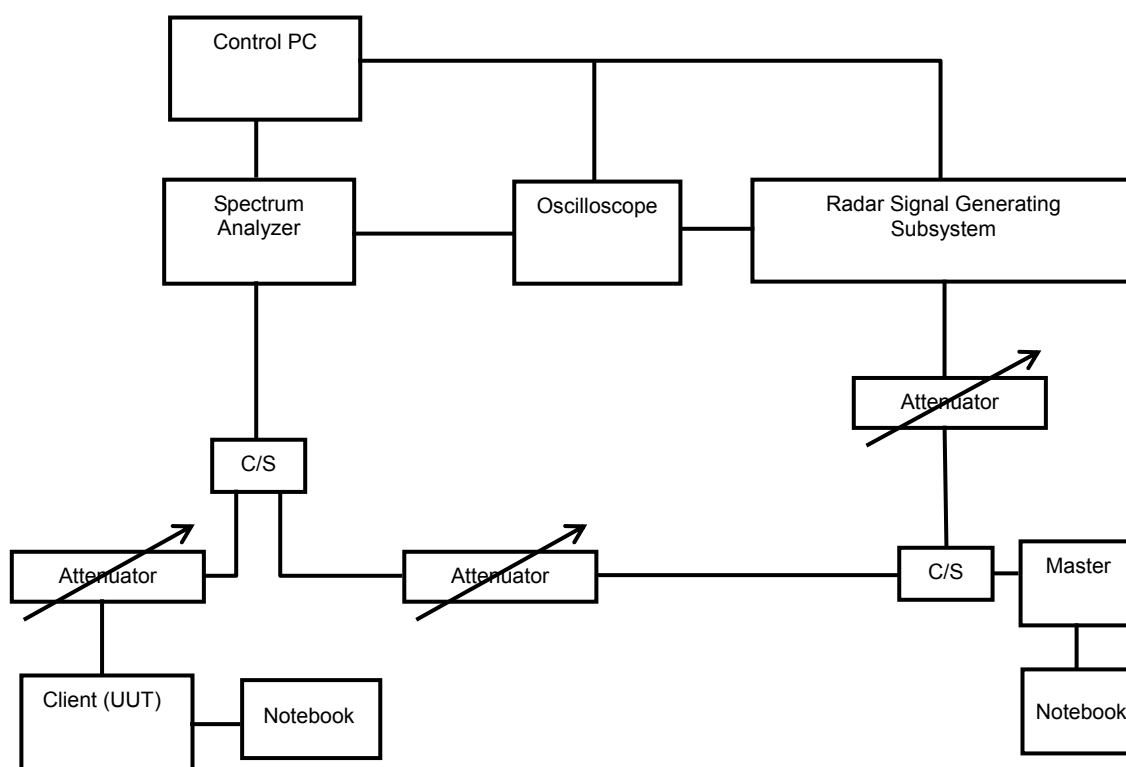 Control PC
Spectrum
Analyzer
Oscilloscope
Radar Signal Generating
Subsystem
Attenuator
C/S
Attenuator
Attenuator
C/S
Master
Client (UUT)
Notebook
Notebook